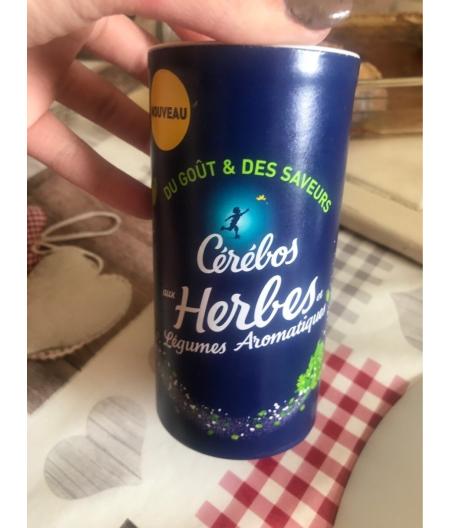 NOUVEAU
DU GOÛT & DES SAVEURS
Cérébos
aux Herbes et
Légumes Aromatiques